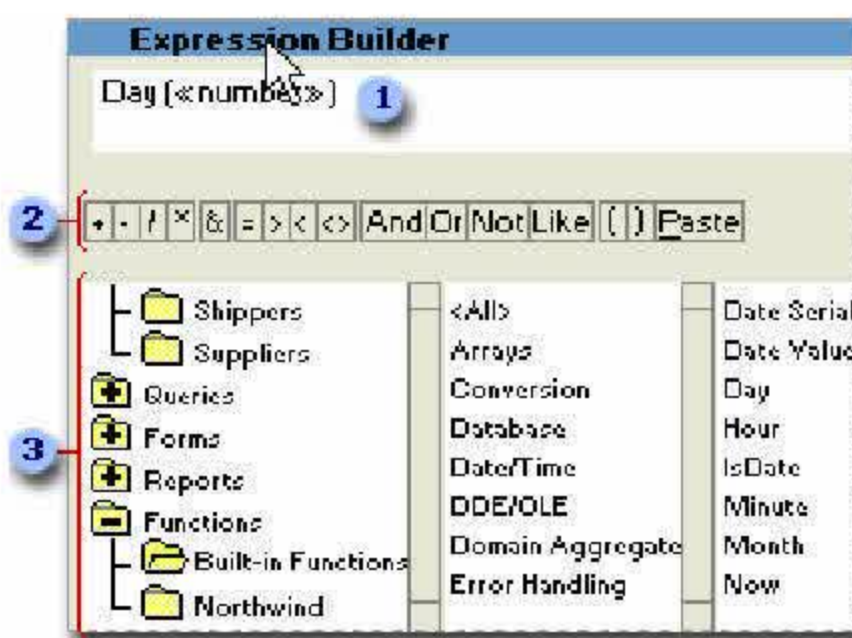 Expression Builder
Day («number»)
1
2
+ - / * & = > < <> And Or Not Like ( ) Paste
3
Shippers
Suppliers
Queries
Forms
Reports
Functions
Built-in Functions
Northwind
<All>
Arrays
Conversion
Database
Date/Time
DDE/OLE
Domain Aggregate
Error Handling
Date Serial
Date Value
Day
Hour
IsDate
Minute
Month
Now